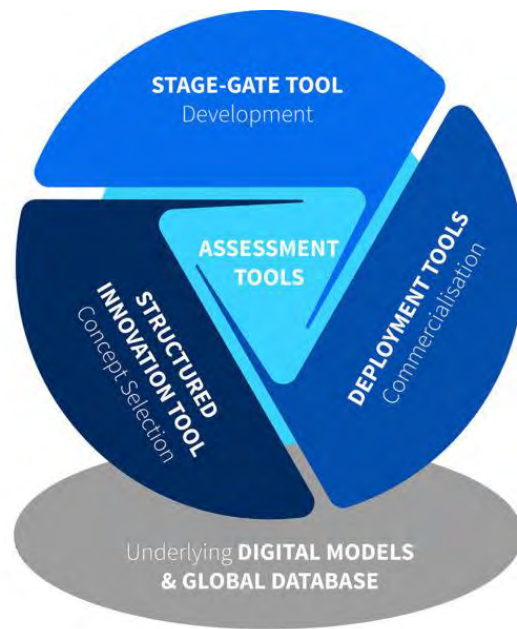 STAGE-GATE TOOL
Development
ASSESSMENT
TOOLS
DEPLOYMENT TOOLS
Commercialisation
STRUCTURED
INNOVATION TOOL
Concept Selection
Underlying DIGITAL MODELS
& GLOBAL DATABASE